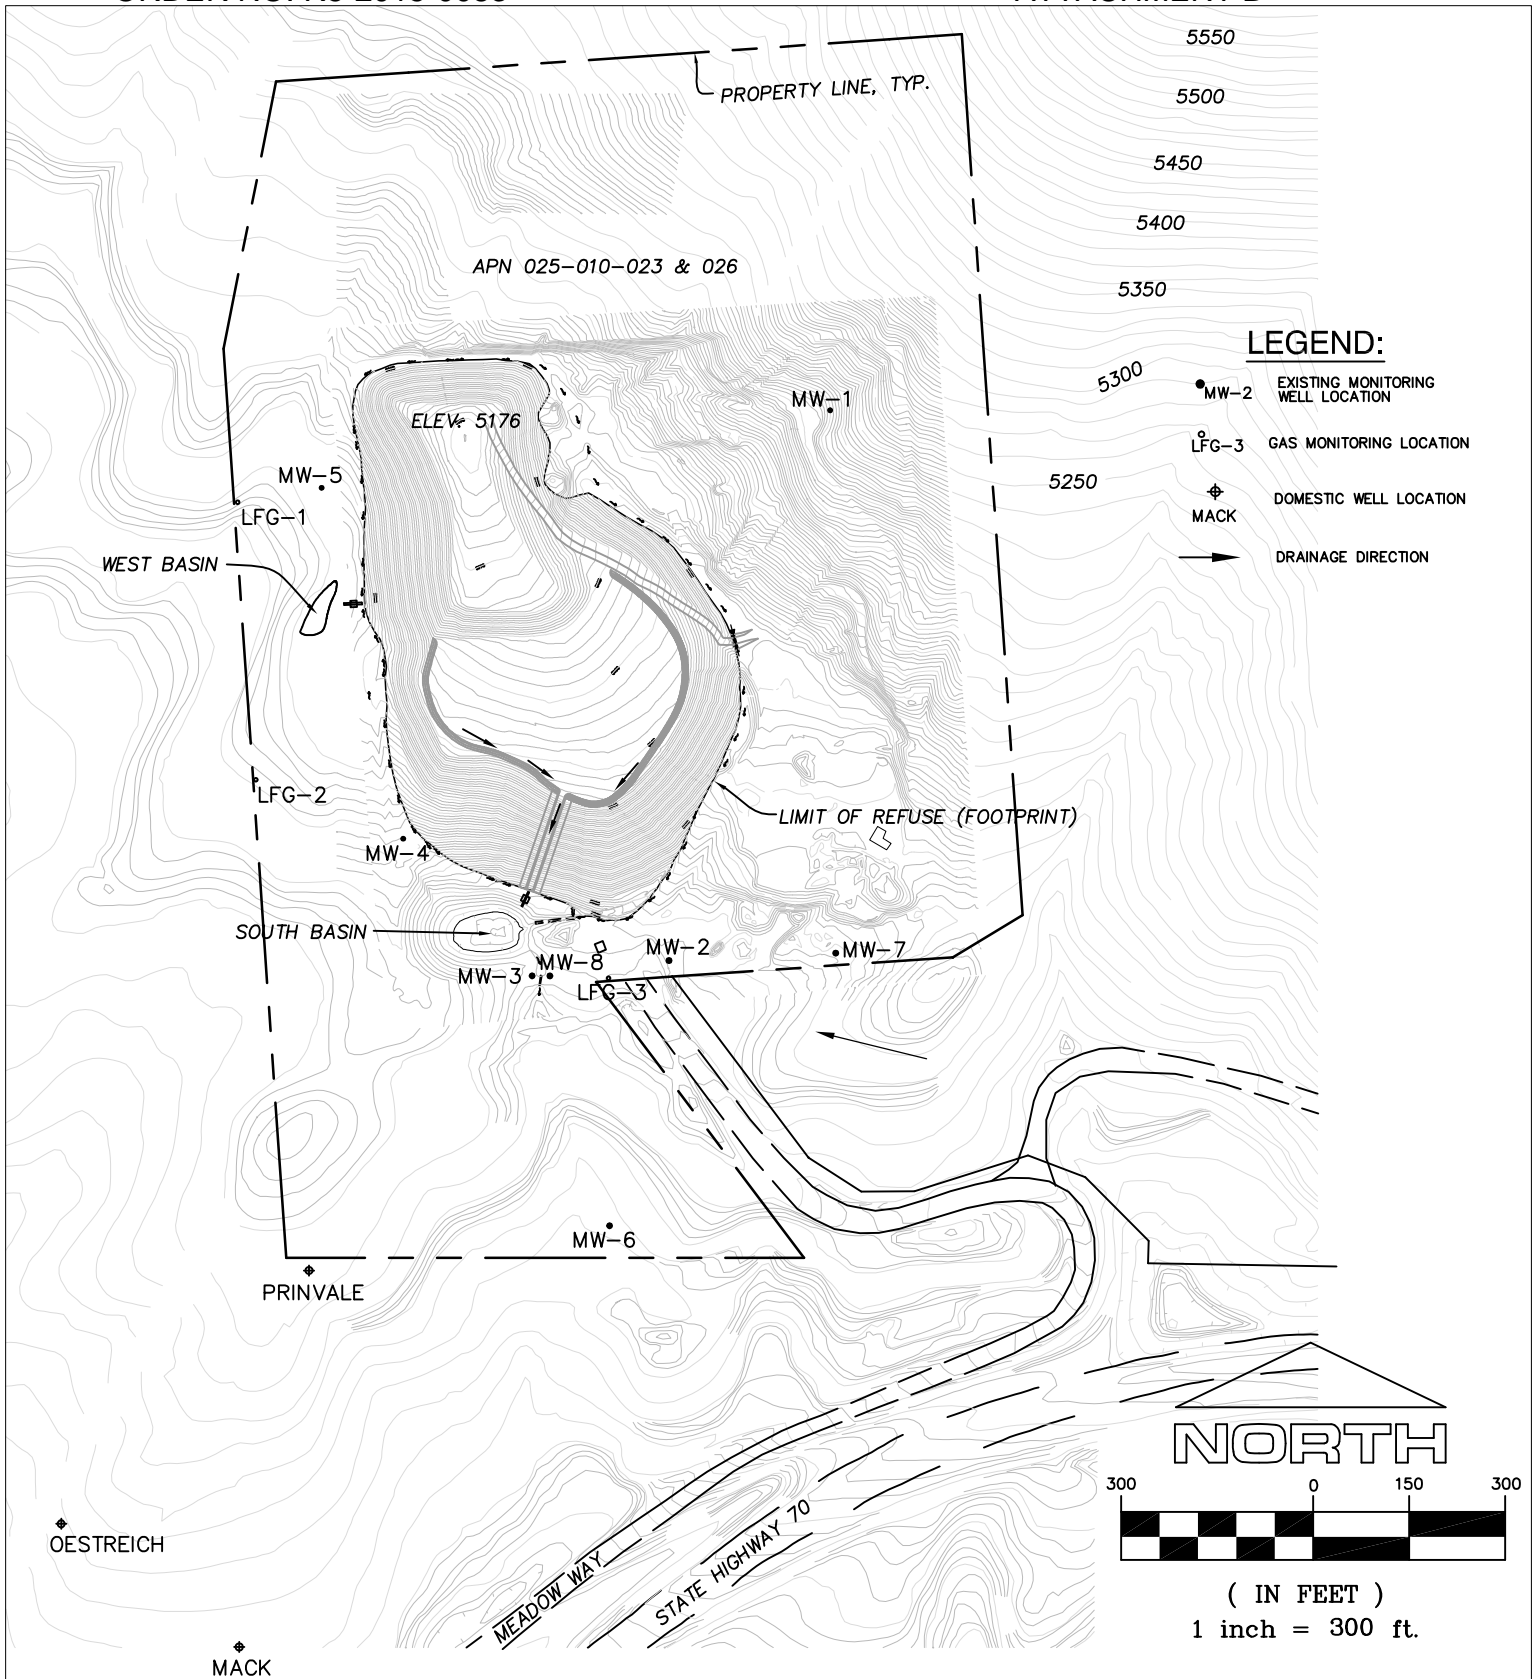 5550
PROPERTY LINE, TYP.
5500
5450
5400
APN 025-010-023 & 026
5350
LEGEND:
5300
MW-2 EXISTING MONITORING
WELL LOCATION
MW-1
ELEV. 5176
LFG-3 GAS MONITORING LOCATION
MW-5
5250
DOMESTIC WELL LOCATION
MACK
LFG-1
DRAINAGE DIRECTION
WEST BASIN
LFG-2
LIMIT OF REFUSE (FOOTPRINT)
MW-4
SOUTH BASIN
MW-2
MW-7
MW-3
MW-8
LFG-3
MW-6
PRINVALE
NORTH
300 0 150 300
OESTREICH
MEADOW WAY
STATE HIGHWAY 70
( IN FEET )
1 inch = 300 ft.
MACK